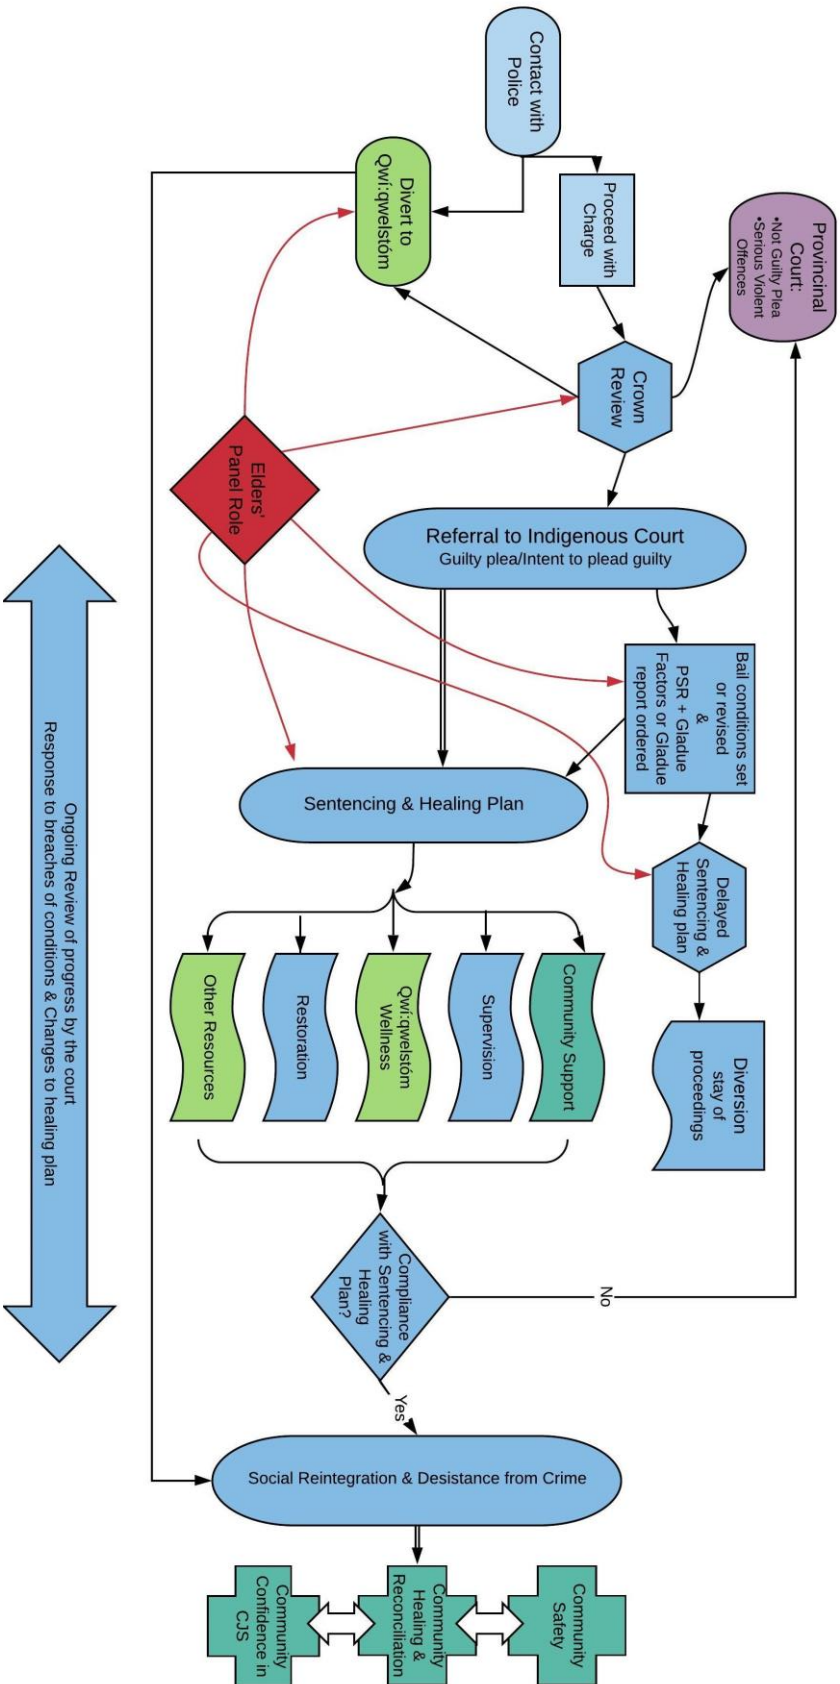 Contact with
Police
Proceed with
Charge
Provincinal
Court:
•Not Guilty Plea
•Serious Violent
Offences
Divert to
Qwí:qwelstóm
Crown
Review
Elders'
Panel Role
Referral to Indigenous Court
Guilty plea/Intent to plead guilty
Bail conditions set
or revised
&
PSR + Gladue
Factors or Gladue
report ordered
Sentencing & Healing Plan
Delayed
Sentencing &
Healing plan
Diversion
stay of
proceedings
Community Support
Supervision
Qwí:qwelstóm
Wellness
Restoration
Other Resources
Compliance
with Sentencing &
Healing
Plan?
No
Yes
Social Reintegration & Desistance from Crime
Community
Safety
Community
Healing &
Reconciliation
Community
Confidence in
CJS
Ongoing Review of progress by the court
Response to breaches of conditions & Changes to healing plan